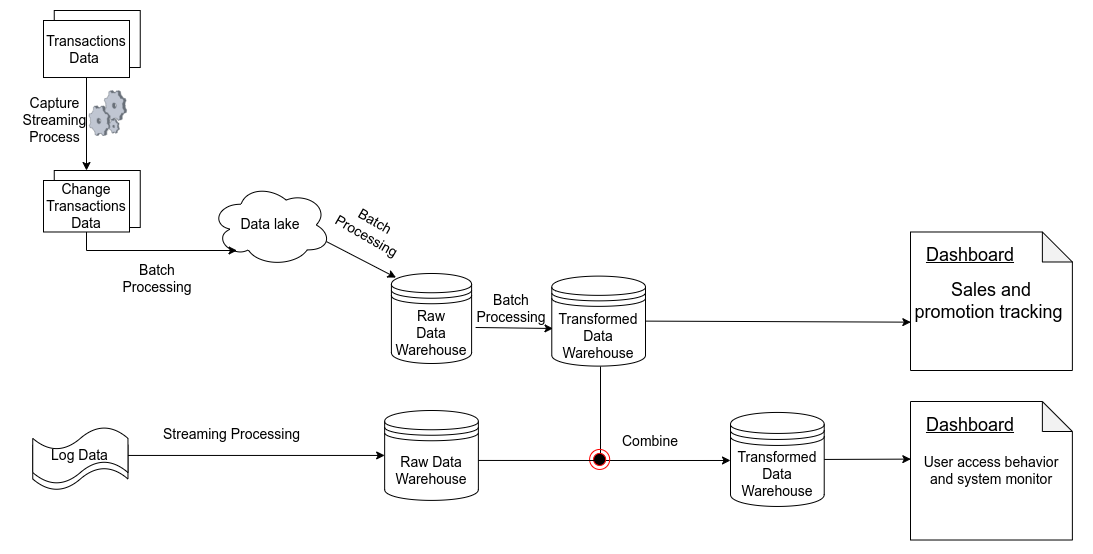 Transactions
Data
Capture
Streaming
Process
Change
Transactions
Data
Batch
Processing
Data lake
Batch
Processing
Raw
Data
Warehouse
Batch
Processing
Transformed
Data
Warehouse
Dashboard
Sales and
promotion tracking
Log Data
Streaming Processing
Raw Data
Warehouse
Combine
Transformed
Data
Warehouse
Dashboard
User access behavior
and system monitor